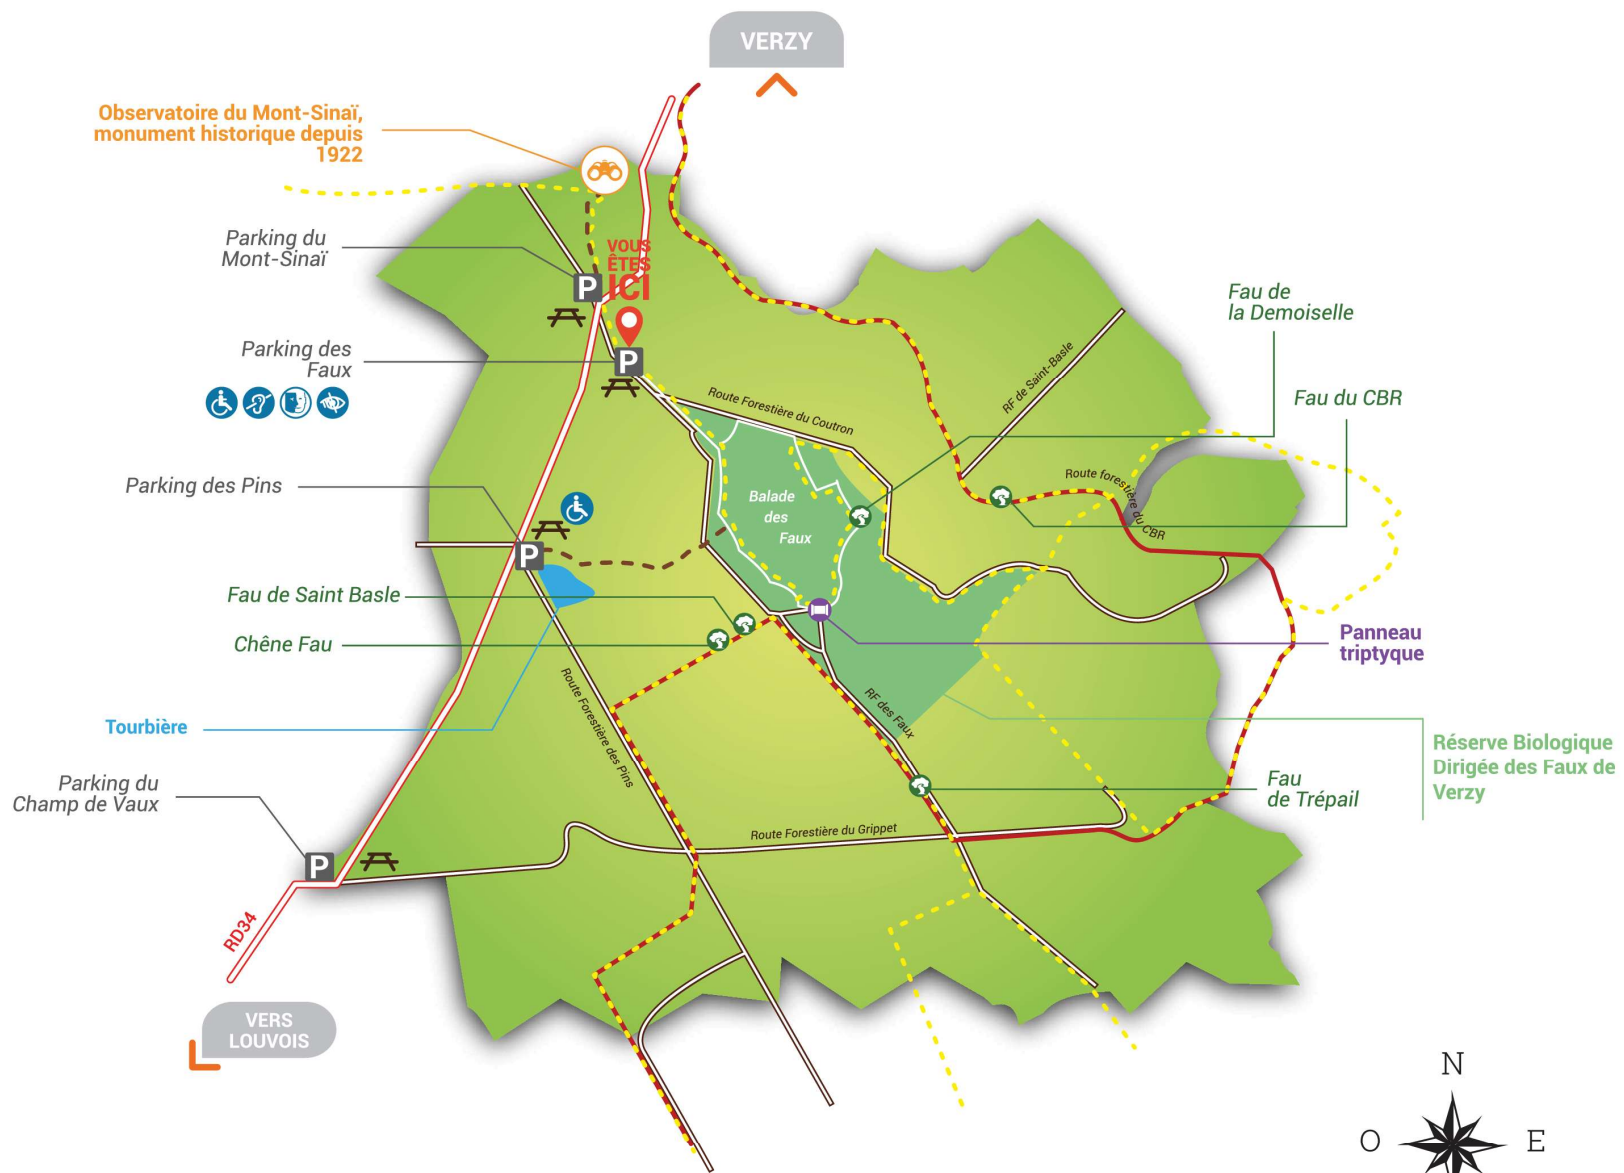 VERZY
Observatoire du Mont-Sinaï,
monument historique depuis
1922
Parking du
Mont-Sinaï
P
VOUS
ÊTES
ICI
Parking des
Faux
P
Fau de
la Demoiselle
Fau du CBR
RF de Saint-Basle
Route Forestière du Coutron
Route forestière du CBR
Parking des Pins
P
Balade
des
Faux
Fau de Saint Basle
Chêne Fau
Panneau
triptyque
Tourbière
Route Forestière des Pins
RF des Faux
Réserve Biologique
Dirigée des Faux de
Verzy
Parking du
Champ de Vaux
P
Fau
de Trépail
Route Forestière du Grippet
RD34
VERS
LOUVOIS
N
O
E